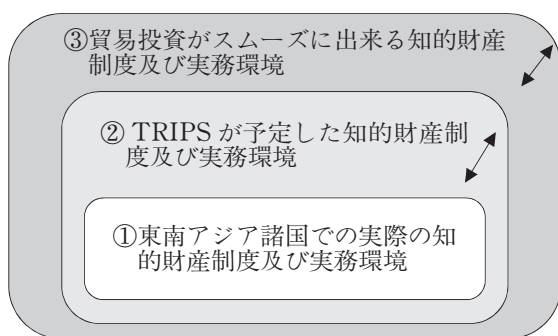 ③貿易投資がスムーズに出来る知的財産
制度及び実務環境
② TRIPS が予定した知的財産制
度及び実務環境
①東南アジア諸国での実際の知
的財産制度及び実務環境